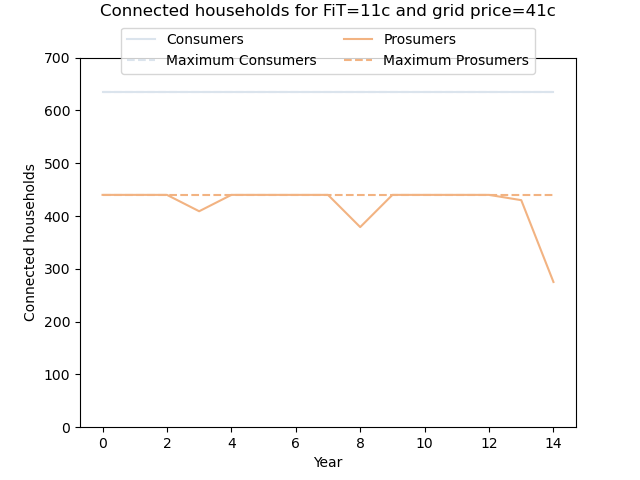 Connected households for FiT=11c and grid price=41c
Consumers
Prosumers
Maximum Consumers
Maximum Prosumers
700
600
500
400
300
200
100
0
Connected households
0 2 4 6 8 10 12 14
Year